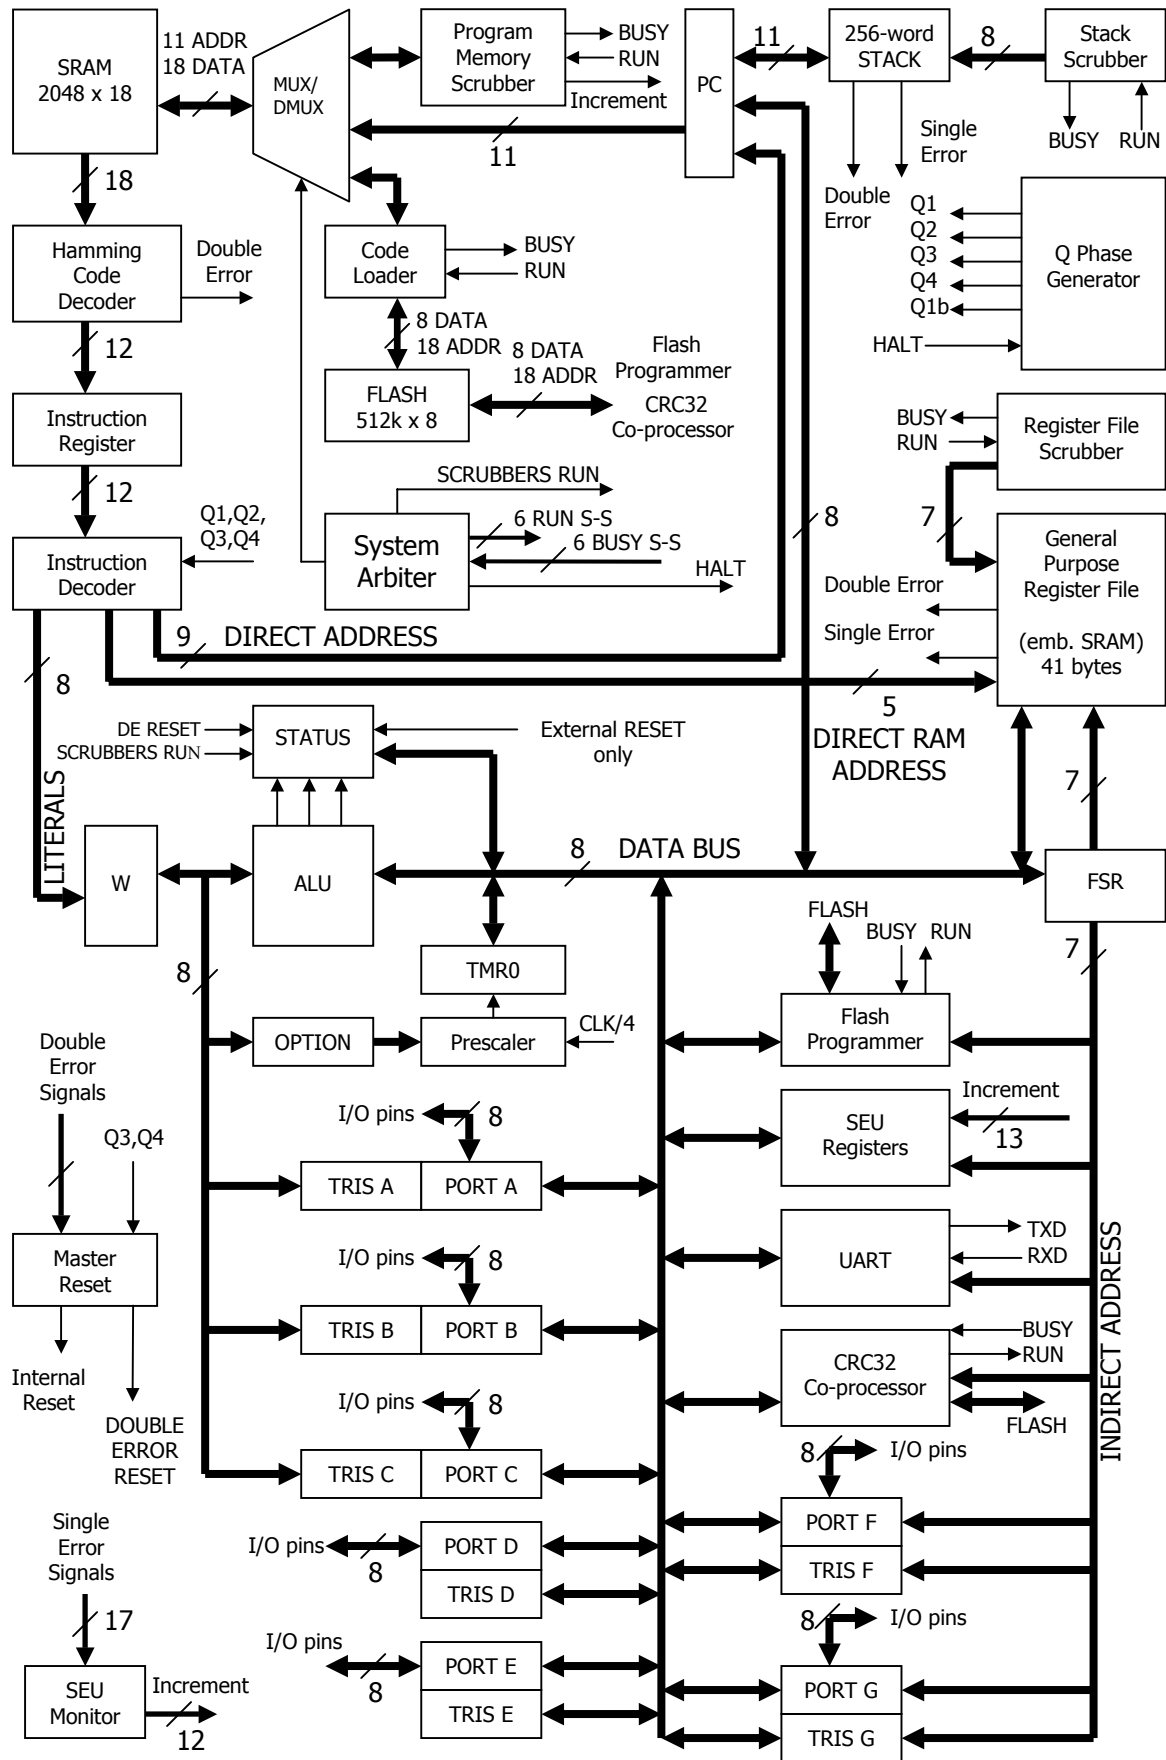 SRAM
2048 x 18
11 ADDR
18 DATA
MUX/
DMUX
Program
Memory
Scrubber
BUSY
RUN
Increment
PC
11
256-word
STACK
8
Stack
Scrubber
BUSY
RUN
11
Single
Error
Double
Error
18
Hamming
Code
Decoder
Double
Error
Code
Loader
BUSY
RUN
Q1
Q2
Q3
Q4
Q1b
HALT
Q Phase
Generator
12
8 DATA
18 ADDR
8 DATA
18 ADDR
Flash
Programmer
CRC32
Co-processor
FLASH
512k x 8
Instruction
Register
BUSY
RUN
Register File
Scrubber
12
SCRUBBERS RUN
Q1,Q2,
Q3,Q4
Instruction
Decoder
System
Arbiter
6 RUN S-S
6 BUSY S-S
HALT
8
7
General
Purpose
Register File
(emb. SRAM)
41 bytes
Double Error
Single Error
9
DIRECT ADDRESS
8
5
DIRECT RAM
ADDRESS
DE RESET
SCRUBBERS RUN
STATUS
External RESET
only
LITERALS
7
W
ALU
8
DATA BUS
FSR
8
TMR0
FLASH
BUSY
RUN
7
OPTION
Prescaler
CLK/4
Flash
Programmer
Double
Error
Signals
Q3,Q4
I/O pins
8
SEU
Registers
Increment
13
TRIS A
PORT A
Master
Reset
I/O pins
8
UART
TXD
RXD
INDIRECT ADDRESS
TRIS B
PORT B
Internal
Reset
DOUBLE
ERROR
RESET
I/O pins
8
CRC32
Co-processor
BUSY
RUN
FLASH
TRIS C
PORT C
8
I/O pins
Single
Error
Signals
I/O pins
8
PORT D
TRIS D
PORT F
TRIS F
17
8
I/O pins
I/O pins
8
PORT E
TRIS E
PORT G
TRIS G
SEU
Monitor
Increment
12